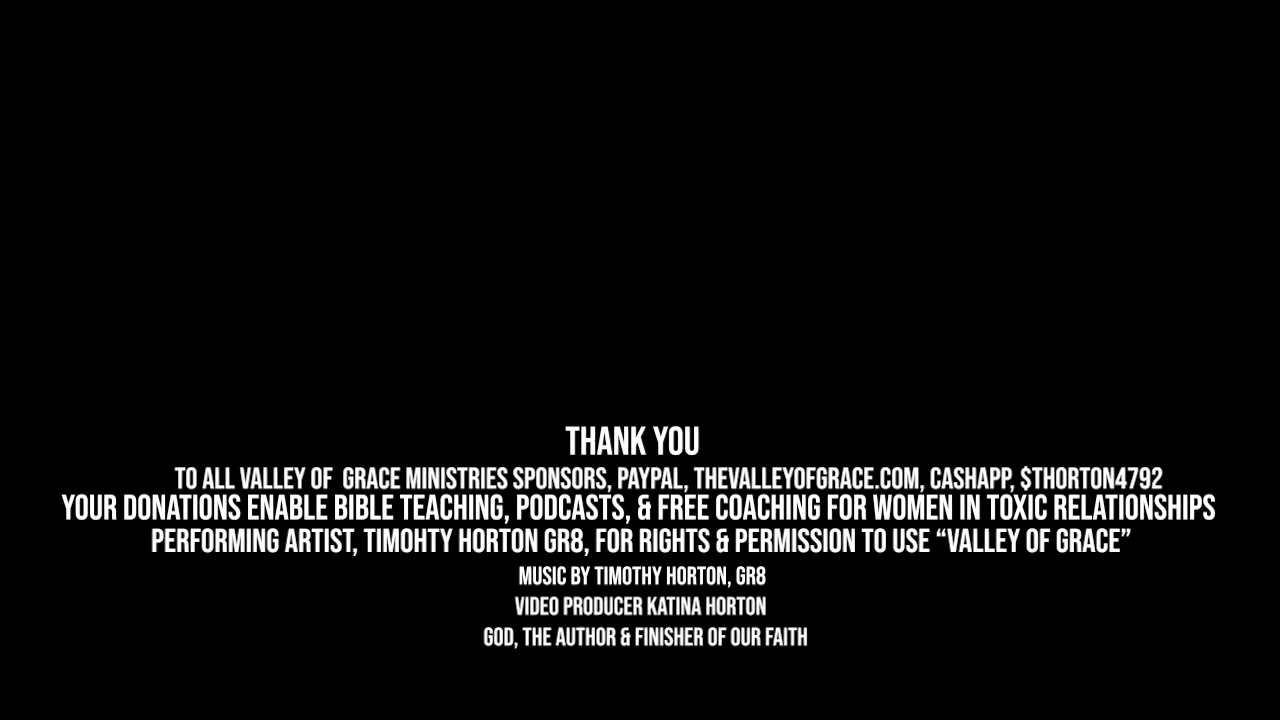 THANK YOU
TO ALL VALLEY OF GRACE MINISTRIES SPONSORS, PAYPAL, THEVALLEYOFGRACE.COM, CASHAPP, $THORTON4792
YOUR DONATIONS ENABLE BIBLE TEACHING, PODCASTS, & FREE COACHING FOR WOMEN IN TOXIC RELATIONSHIPS
PERFORMING ARTIST, TIMOHTY HORTON GR8, FOR RIGHTS & PERMISSION TO USE “VALLEY OF GRACE”
MUSIC BY TIMOTHY HORTON, GR8
VIDEO PRODUCER KATINA HORTON
GOD, THE AUTHOR & FINISHER OF OUR FAITH